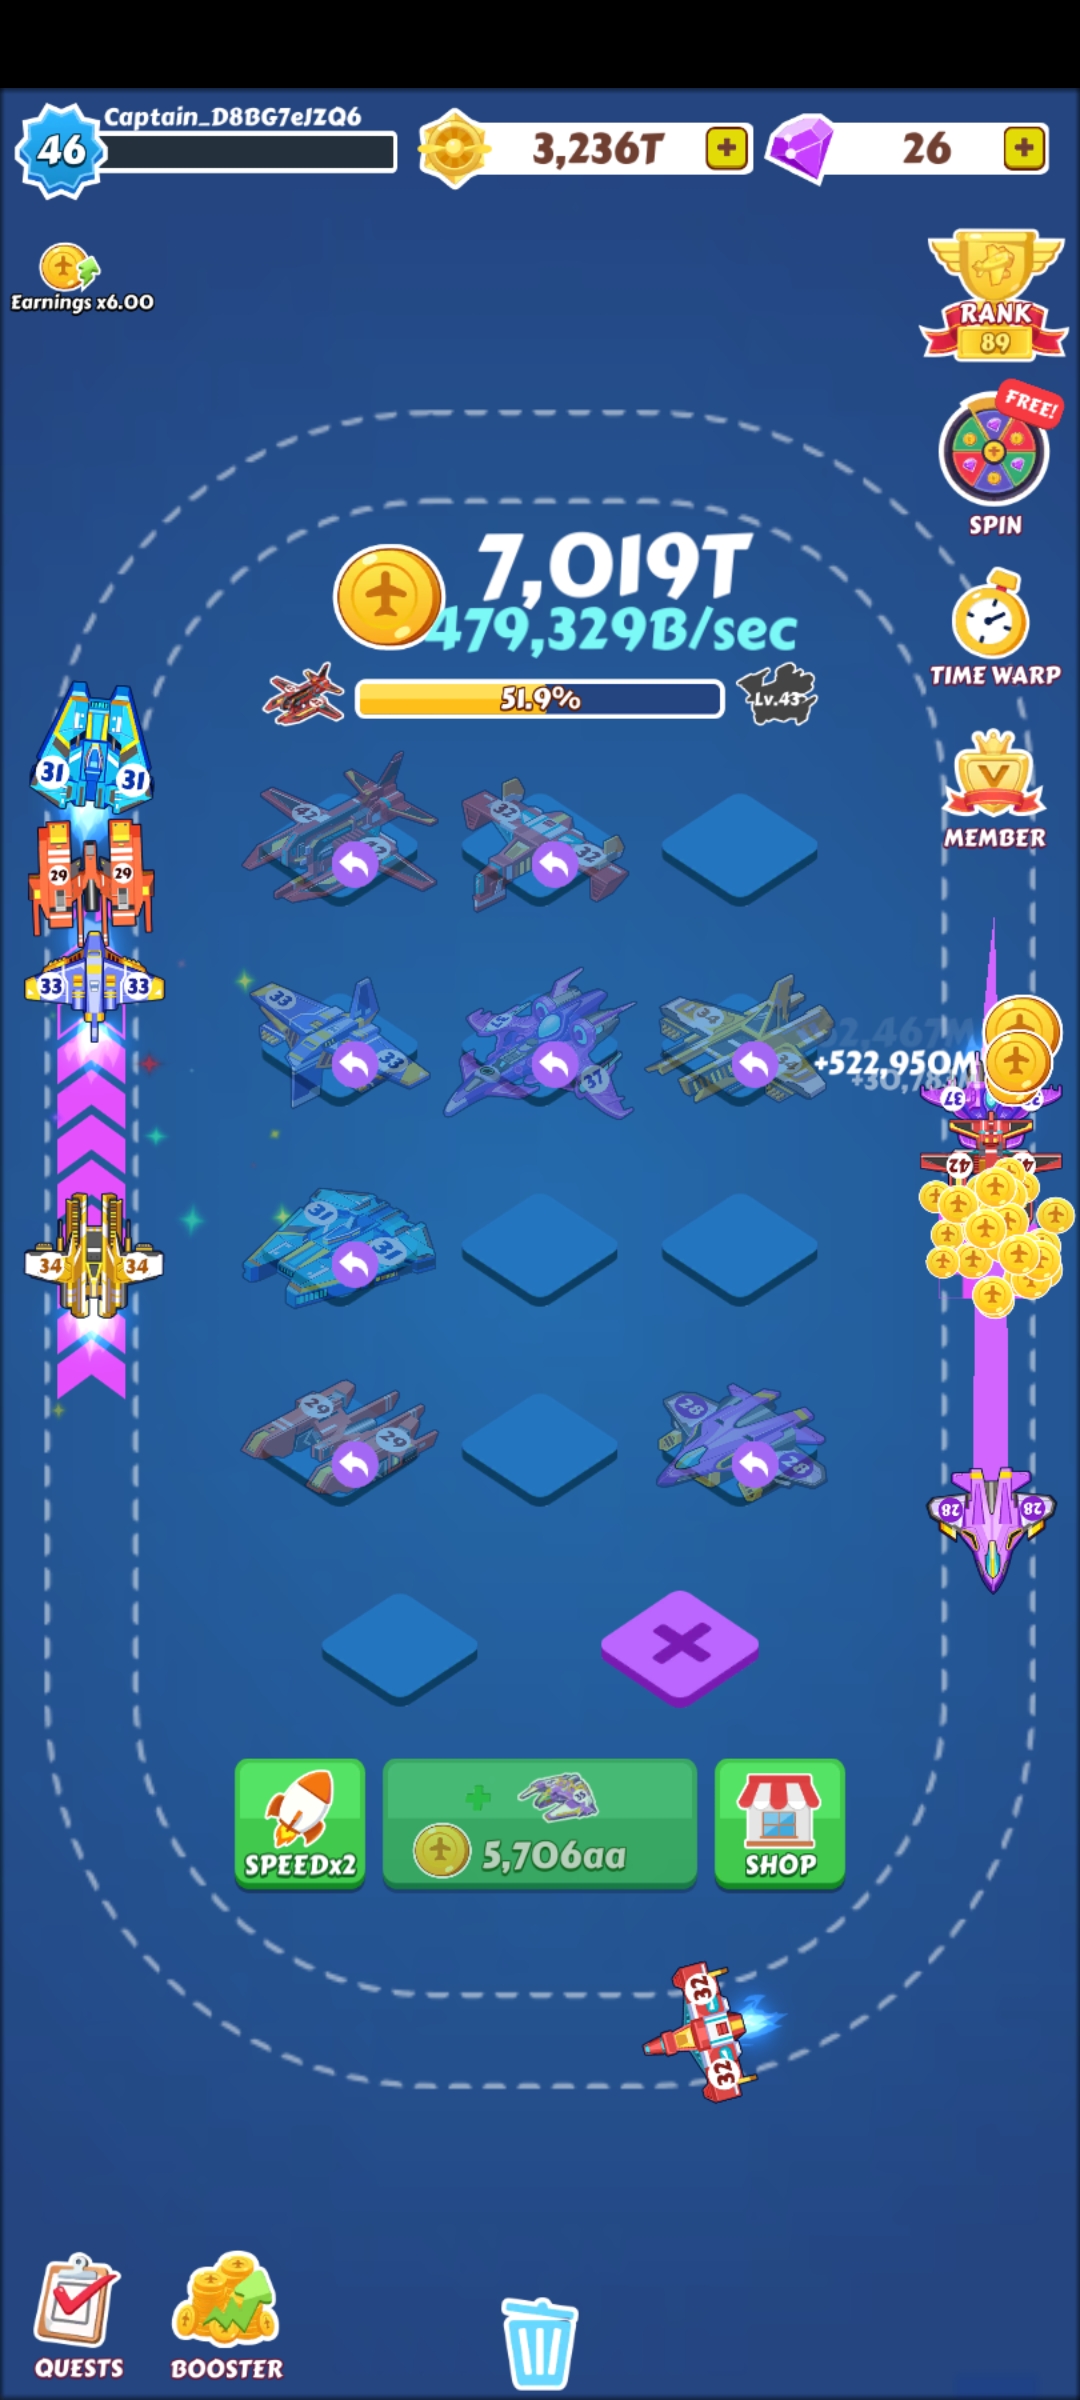 Captain_D8BG7eJZQ6
46
3,236T
26
Earnings x6.00
RANK
89
FREE!
SPIN
TIME WARP
V
MEMBER
7,019T
479,329B/sec
51.9%
Lv.43
31 31
29 29
33 33
34 34
42 42
32 32
33 33
37 37
34 34
+522,950M
37
42
31 31
29 29
28 28
28 28
SPEEDx2
5,706aa
SHOP
32 32
QUESTS
BOOSTER